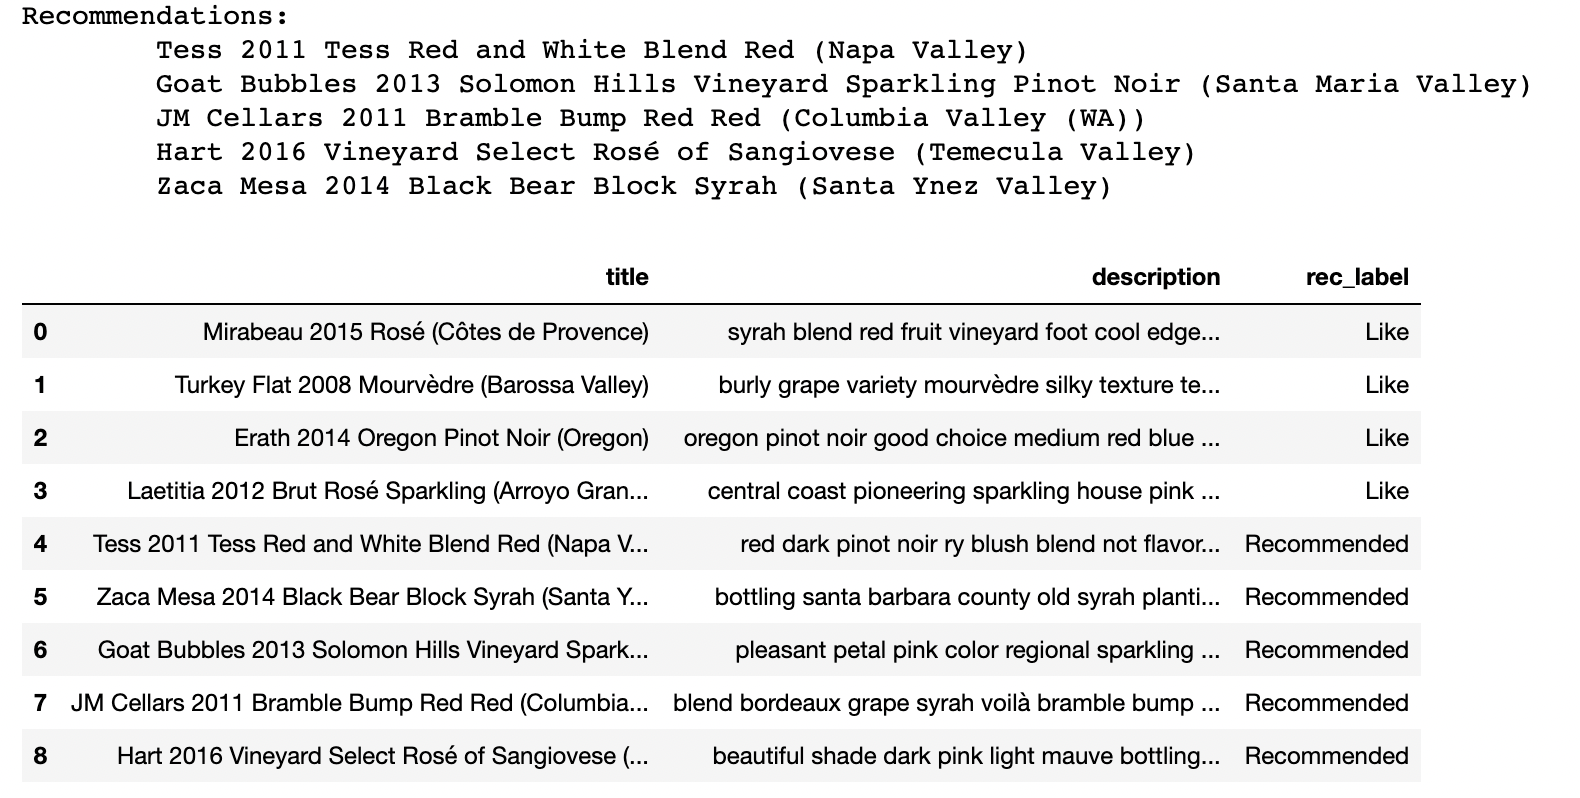 Recommendations:
Tess 2011 Tess Red and White Blend Red (Napa Valley)
Goat Bubbles 2013 Solomon Hills Vineyard Sparkling Pinot Noir (Santa Maria Valley)
JM Cellars 2011 Bramble Bump Red Red (Columbia Valley (WA))
Hart 2016 Vineyard Select Rosé of Sangiovese (Temecula Valley)
Zaca Mesa 2014 Black Bear Block Syrah (Santa Ynez Valley)
title description rec_label
0 Mirabeau 2015 Rosé (Côtes de Provence) syrah blend red fruit vineyard foot cool edge... Like
1 Turkey Flat 2008 Mourvèdre (Barossa Valley) burly grape variety mourvèdre silky texture te... Like
2 Erath 2014 Oregon Pinot Noir (Oregon) oregon pinot noir good choice medium red blue ... Like
3 Laetitia 2012 Brut Rosé Sparkling (Arroyo Gran... central coast pioneering sparkling house pink ... Like
4 Tess 2011 Tess Red and White Blend Red (Napa V... red dark pinot noir ry blush blend not flavor... Recommended
5 Zaca Mesa 2014 Black Bear Block Syrah (Santa Y... bottling santa barbara county old syrah planti... Recommended
6 Goat Bubbles 2013 Solomon Hills Vineyard Spark... pleasant petal pink color regional sparkling ... Recommended
7 JM Cellars 2011 Bramble Bump Red Red (Columbia... blend bordeaux grape syrah voilà bramble bump ... Recommended
8 Hart 2016 Vineyard Select Rosé of Sangiovese (... beautiful shade dark pink light mauve bottling... Recommended